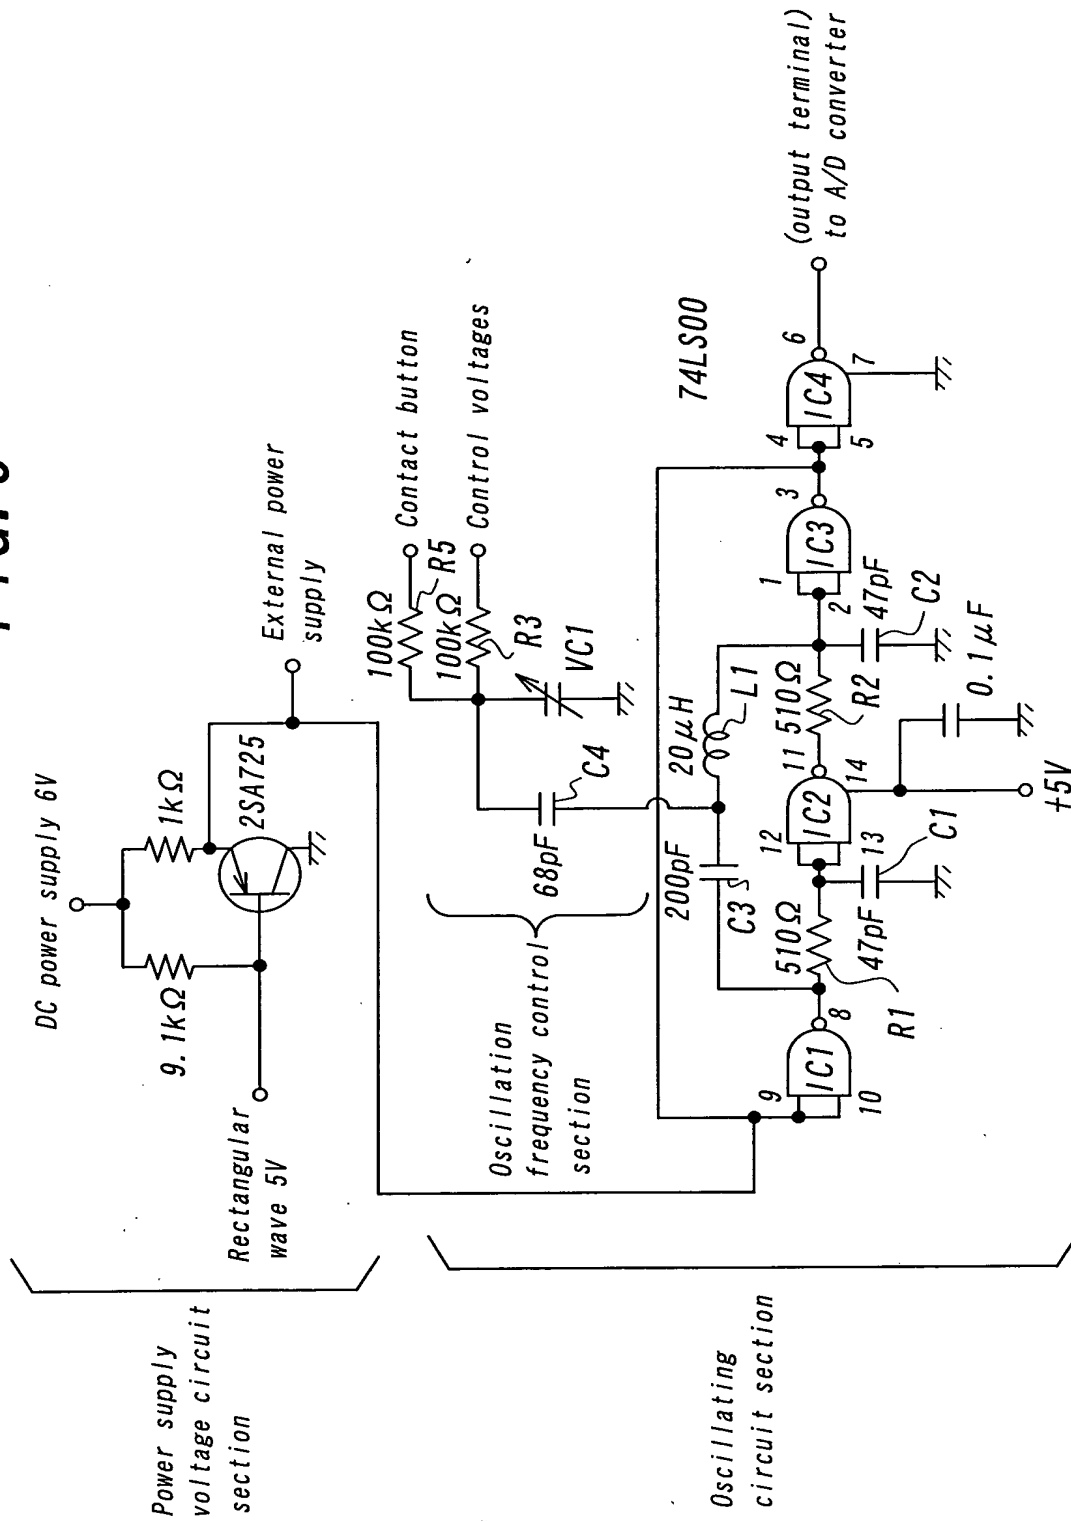 Power supply
voltage circuit
section
DC power supply 6V
9.1kΩ
1kΩ
2SA725
Rectangular
wave 5V
External power
supply
Oscillating
circuit section
Oscillation
frequency control
section
100kΩ
R5
Contact button
100kΩ
R3
Control voltages
VC1
68pF
C4
200pF
C3
20μH
L1
74LS00
9
10
IC1
8
510Ω
R1
47pF
C1
12
13
IC2
11
14
510Ω
R2
47pF
C2
0.1μF
+5V
1
2
IC3
3
4
5
IC4
6
7
(output terminal)
to A/D converter